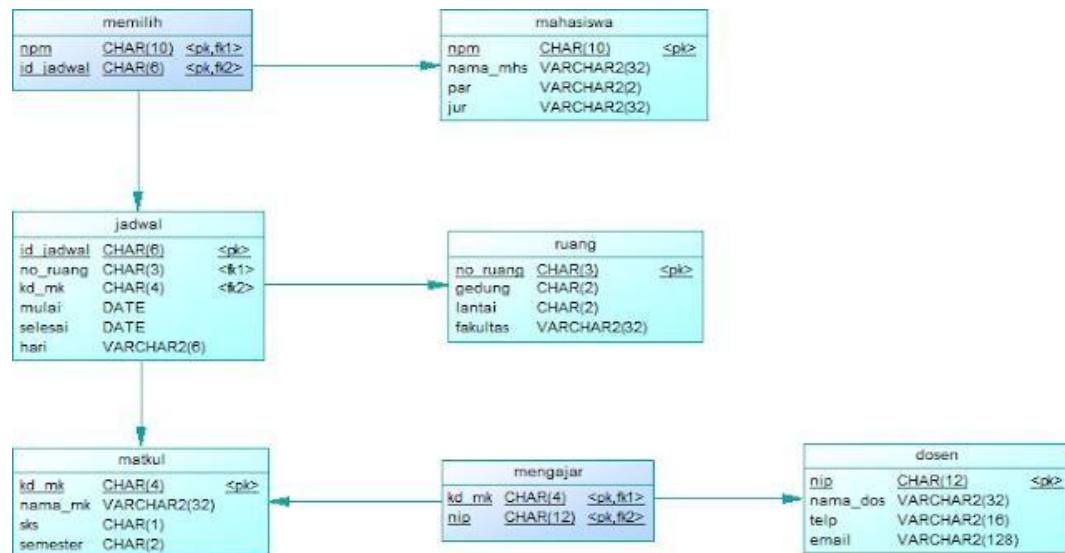 memilih
npm CHAR(10) <pk,fk1>
id_jadwal CHAR(6) <pk,fk2>
mahasiswa
npm CHAR(10) <pk>
nama_mhs VARCHAR2(32)
par VARCHAR2(2)
jur VARCHAR2(32)
jadwal
id_jadwal CHAR(6) <pk>
no_ruang CHAR(3) <fk1>
kd_mk CHAR(4) <fk2>
mulai DATE
selesai DATE
hari VARCHAR2(6)
ruang
no_ruang CHAR(3) <pk>
gedung CHAR(2)
lantai CHAR(2)
fakultas VARCHAR2(32)
matkul
kd_mk CHAR(4) <pk>
nama_mk VARCHAR2(32)
sks CHAR(1)
semester CHAR(2)
mengajar
kd_mk CHAR(4) <pk,fk1>
nip CHAR(12) <pk,fk2>
dosen
nip CHAR(12) <pk>
nama_dos VARCHAR2(32)
telp VARCHAR2(16)
email VARCHAR2(128)